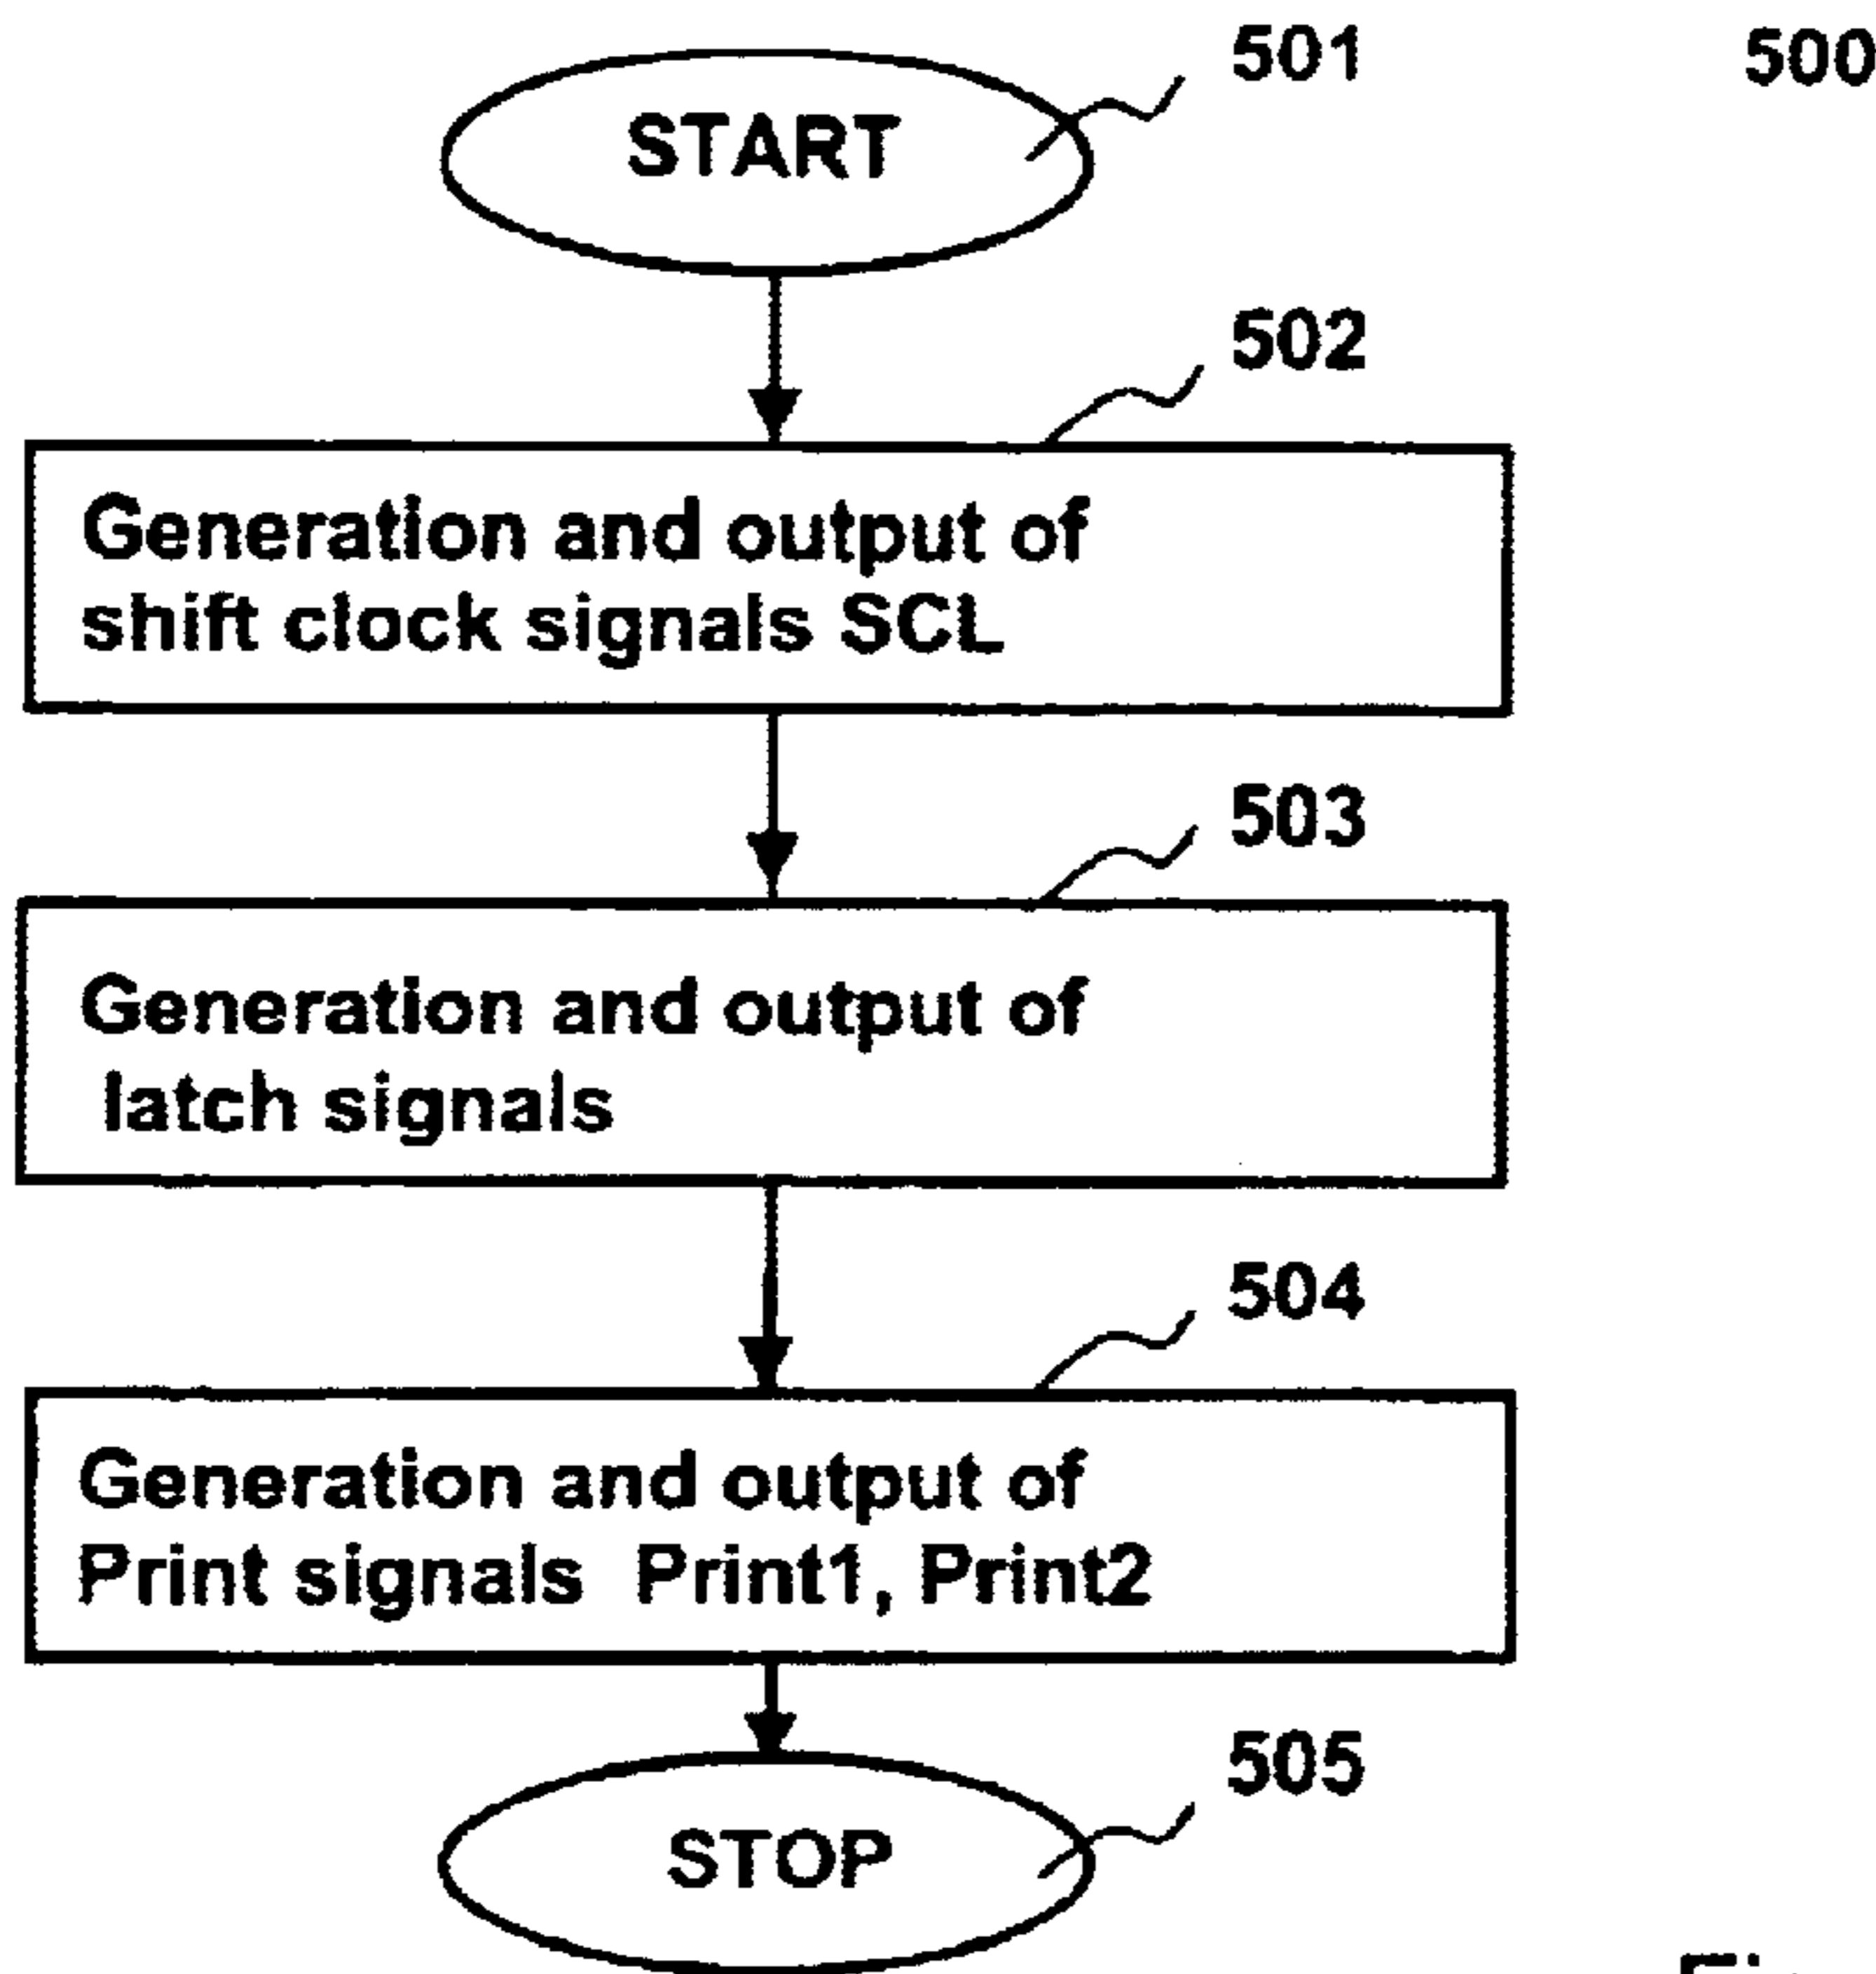 501
500
START
502
Generation and output of
shift clock signals SCL
503
Generation and output of
latch signals
504
Generation and output of
Print signals Print1, Print2
505
STOP